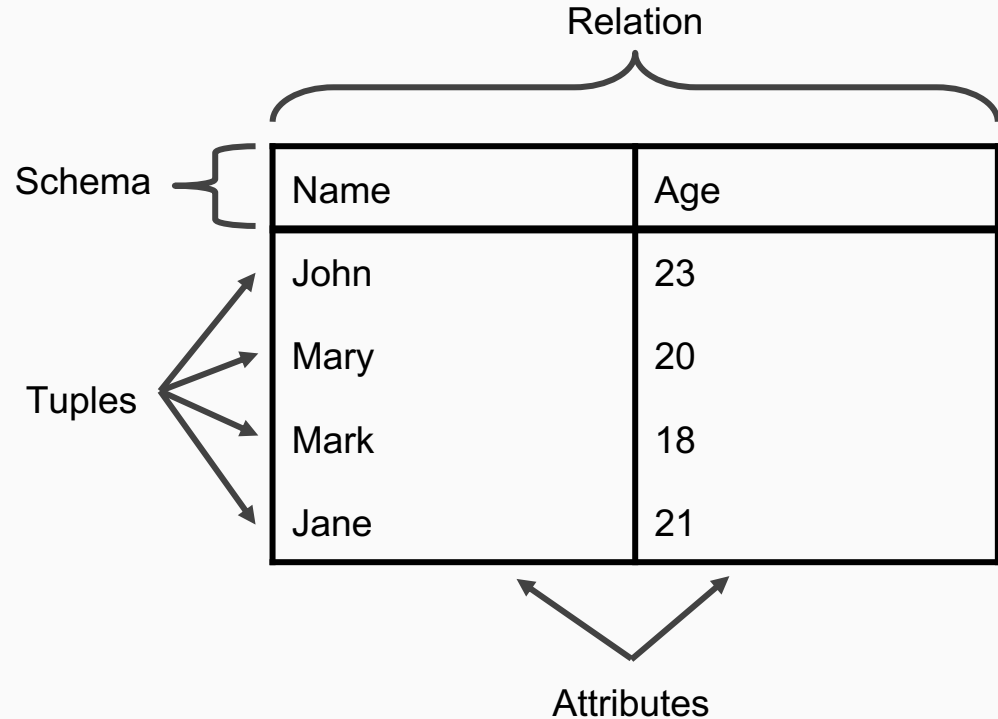 Relation
Schema
Name Age
John 23
Mary 20
Tuples
Mark 18
Jane 21
Attributes